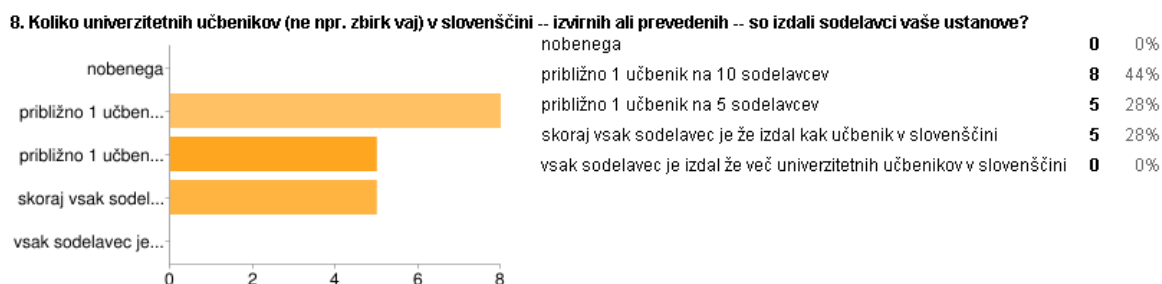 8. Koliko univerzitetnih učbenikov (ne npr. zbirk vaj) v slovenščini -- izvirnih ali prevedenih -- so izdali sodelavci vaše ustanove?
nobenega
približno 1 učben...
približno 1 učben...
skoraj vsak sodel...
vsak sodelavec je...
0 2 4 6 8
nobenega 0 0%
približno 1 učbenik na 10 sodelavcev 8 44%
približno 1 učbenik na 5 sodelavcev 5 28%
skoraj vsak sodelavec je že izdal kak učbenik v slovenščini 5 28%
vsak sodelavec je izdal že več univerzitetnih učbenikov v slovenščini 0 0%